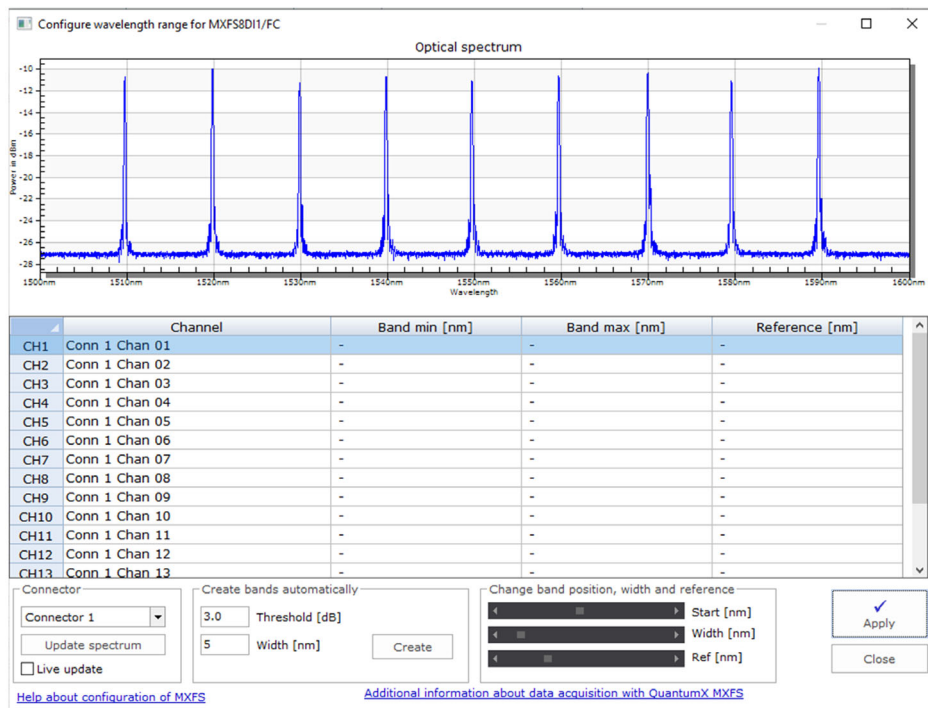 Configure wavelength range for MXFS8DI1/FC
Optical spectrum
Power in dBm
-10
-12
-14
-16
-18
-20
-22
-24
-26
-28
1500nm 1510nm 1520nm 1530nm 1540nm 1550nm 1560nm 1570nm 1580nm 1590nm 1600nm
Wavelength
Channel Band min [nm] Band max [nm] Reference [nm]
CH1 Conn 1 Chan 01 - - -
CH2 Conn 1 Chan 02 - - -
CH3 Conn 1 Chan 03 - - -
CH4 Conn 1 Chan 04 - - -
CH5 Conn 1 Chan 05 - - -
CH6 Conn 1 Chan 06 - - -
CH7 Conn 1 Chan 07 - - -
CH8 Conn 1 Chan 08 - - -
CH9 Conn 1 Chan 09 - - -
CH10 Conn 1 Chan 10 - - -
CH11 Conn 1 Chan 11 - - -
CH12 Conn 1 Chan 12 - - -
CH13 Conn 1 Chan 13 - - -
Connector
Connector 1
Update spectrum
Live update
Create bands automatically
3.0 Threshold [dB]
5 Width [nm]
Create
Change band position, width and reference
Start [nm]
Width [nm]
Ref [nm]
✓
Apply
Close
Help about configuration of MXFS
Additional information about data acquisition with QuantumX MXFS